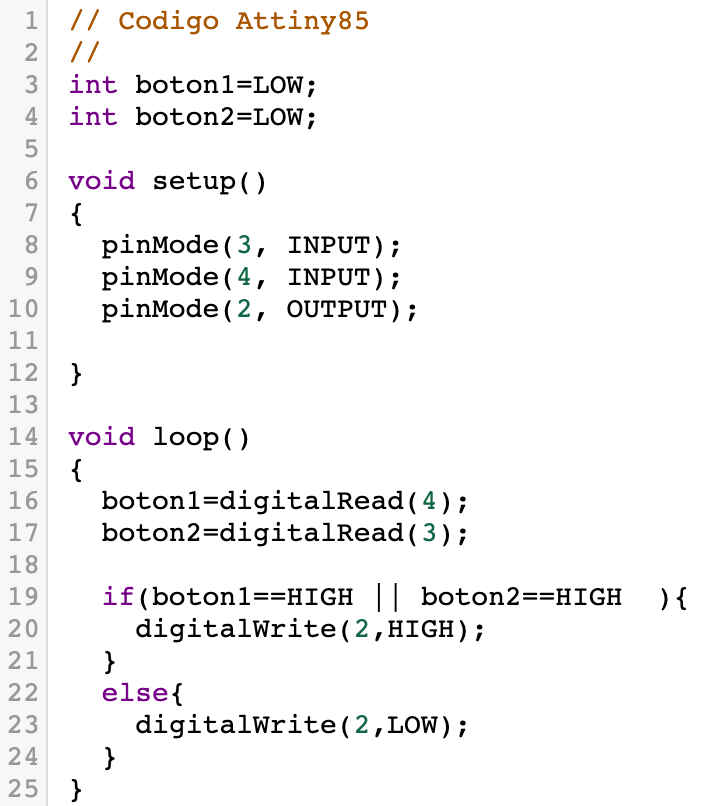 1 // Codigo Attiny85
2 //
3 int boton1=LOW;
4 int boton2=LOW;
5
6 void setup()
7 {
8   pinMode(3, INPUT);
9   pinMode(4, INPUT);
10   pinMode(2, OUTPUT);
11
12 }
13
14 void loop()
15 {
16   boton1=digitalRead(4);
17   boton2=digitalRead(3);
18
19   if(boton1==HIGH || boton2==HIGH  ){
20     digitalWrite(2,HIGH);
21   }
22   else{
23     digitalWrite(2,LOW);
24   }
25 }